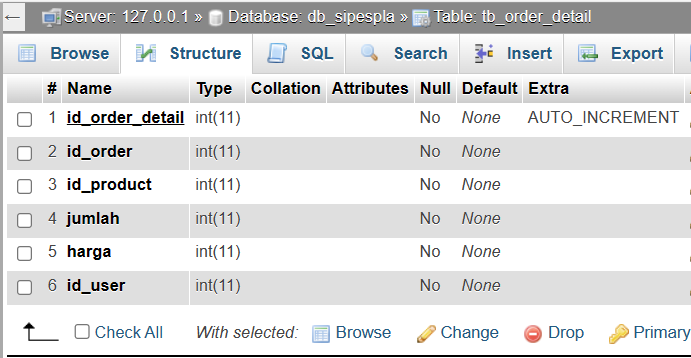 ← Server: 127.0.0.1 » Database: db_sipespla » Table: tb_order_detail
Browse Structure SQL Search Insert Export
# Name Type Collation Attributes Null Default Extra
1 id_order_detail int(11) No None AUTO_INCREMENT
2 id_order int(11) No None
3 id_product int(11) No None
4 jumlah int(11) No None
5 harga int(11) No None
6 id_user int(11) No None
Check All With selected: Browse Change Drop Primary